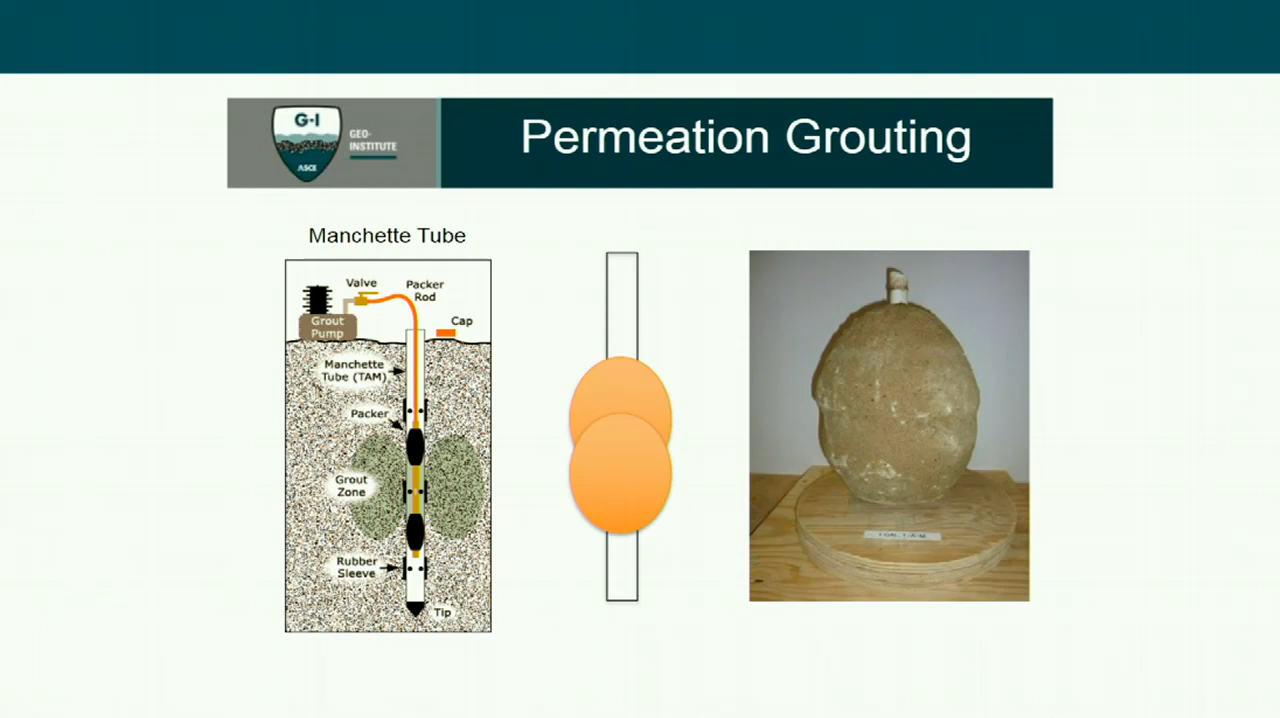 G-I
GEO-
INSTITUTE
ASCE
Permeation Grouting
Manchette Tube
Valve
Packer
Rod
Cap
Grout
Pump
Manchette
Tube (TAM)
Packer
Grout
Zone
Rubber
Sleeve
Tip